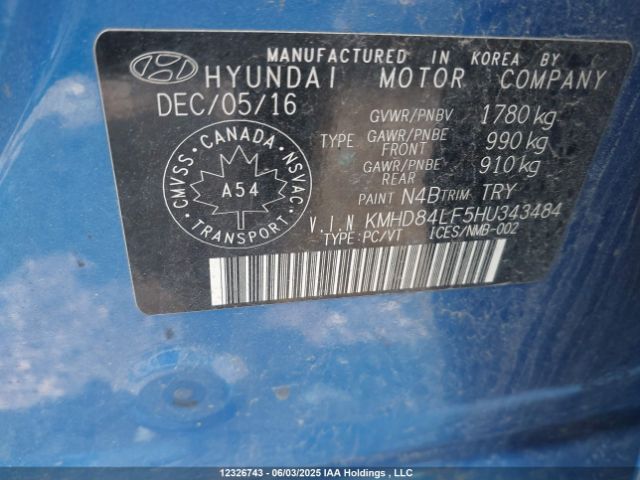 MANUFACTURED IN KOREA BY
HYUNDAI MOTOR COMPANY
DEC/05/16
GVWR/PNBV 1780 kg
TYPE GAWR/PNBE FRONT 990 kg
GAWR/PNBE REAR 910 kg
CANADA
CMVSS NSVAC
A54
TRANSPORT
PAINT N4B TRIM TRY
V.I.N KMHD84LF5HU343484
TYPE:PC/VT ICES/NMB-002
12326743 - 06/03/2025 IAA Holdings , LLC